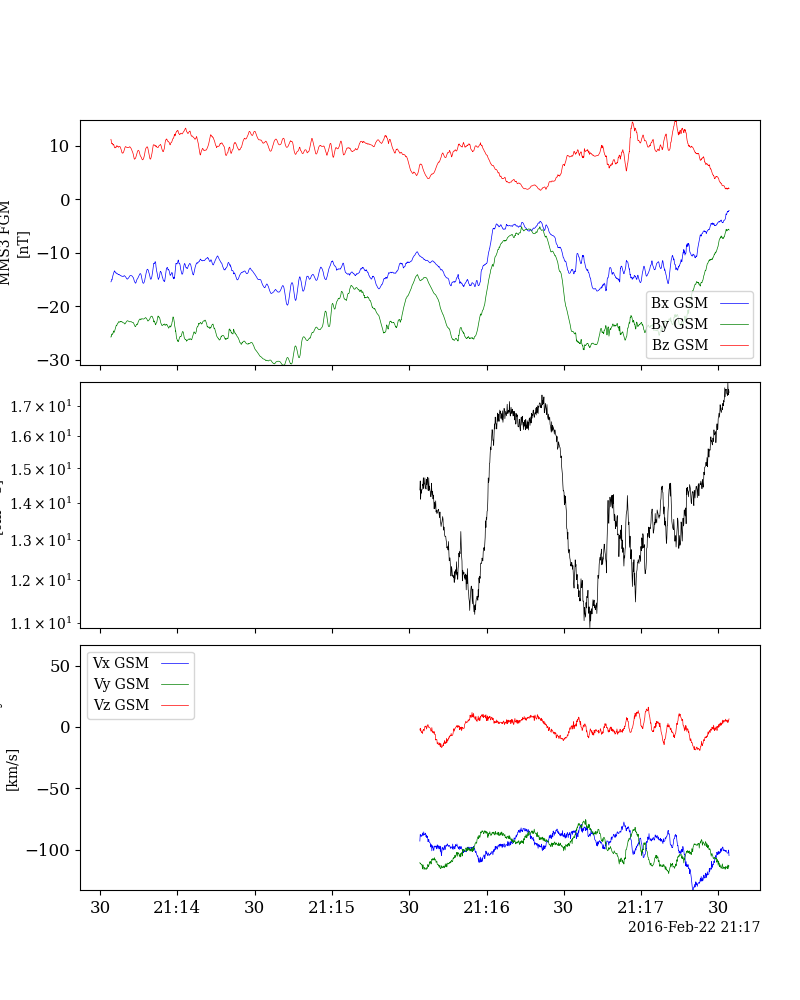 10
0
−10
−20
−30
MMS3 FGM
[nT]
Bx GSM
By GSM
Bz GSM
1.7 × 10¹
1.6 × 10¹
1.5 × 10¹
1.4 × 10¹
1.3 × 10¹
1.2 × 10¹
1.1 × 10¹
50
0
−50
−100
[km/s]
Vx GSM
Vy GSM
Vz GSM
30 21:14 30 21:15 30 21:16 30 21:17 30
2016-Feb-22 21:17